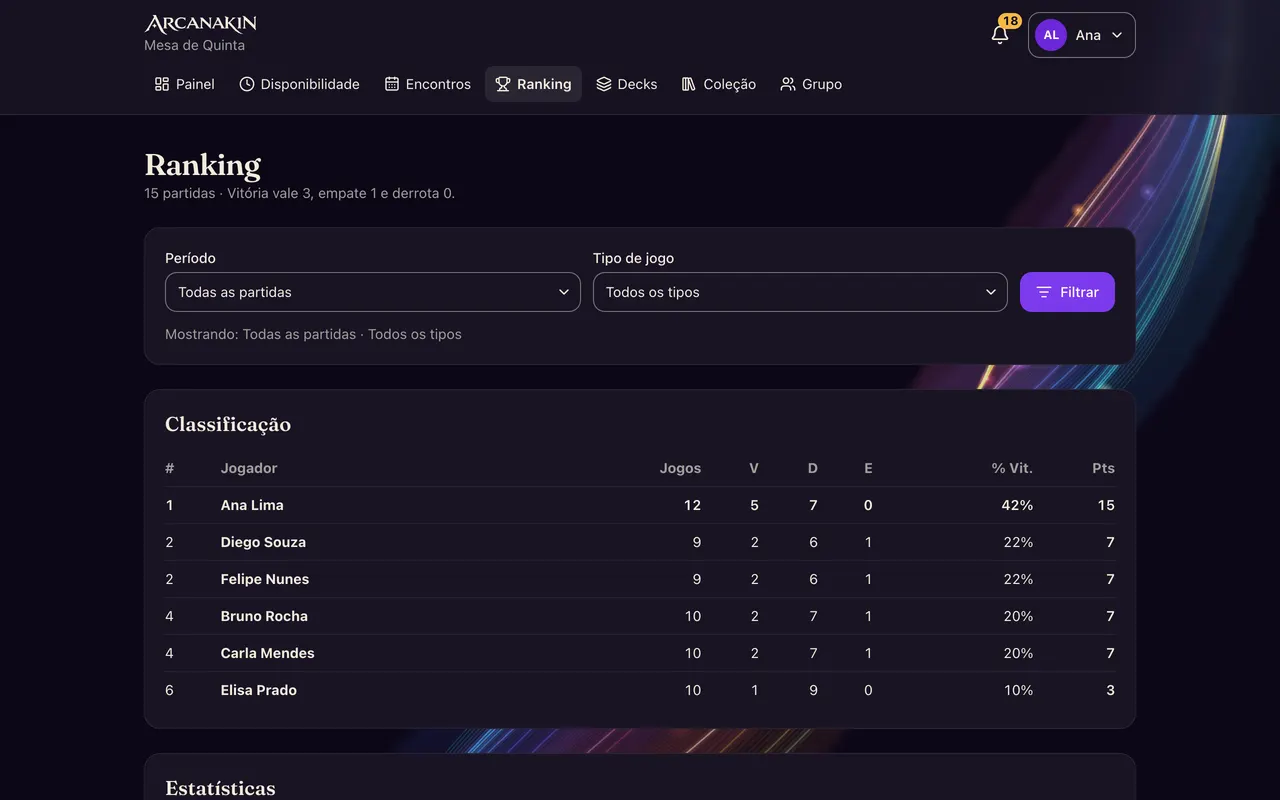 ARCANAKIN
Mesa de Quinta
18
AL Ana
Painel Disponibilidade Encontros Ranking Decks Coleção Grupo
Ranking
15 partidas · Vitória vale 3, empate 1 e derrota 0.
Período Tipo de jogo
Todas as partidas Todos os tipos Filtrar
Mostrando: Todas as partidas · Todos os tipos
Classificação
# Jogador Jogos V D E % Vit. Pts
1 Ana Lima 12 5 7 0 42% 15
2 Diego Souza 9 2 6 1 22% 7
2 Felipe Nunes 9 2 6 1 22% 7
4 Bruno Rocha 10 2 7 1 20% 7
4 Carla Mendes 10 2 7 1 20% 7
6 Elisa Prado 10 1 9 0 10% 3
Estatísticas